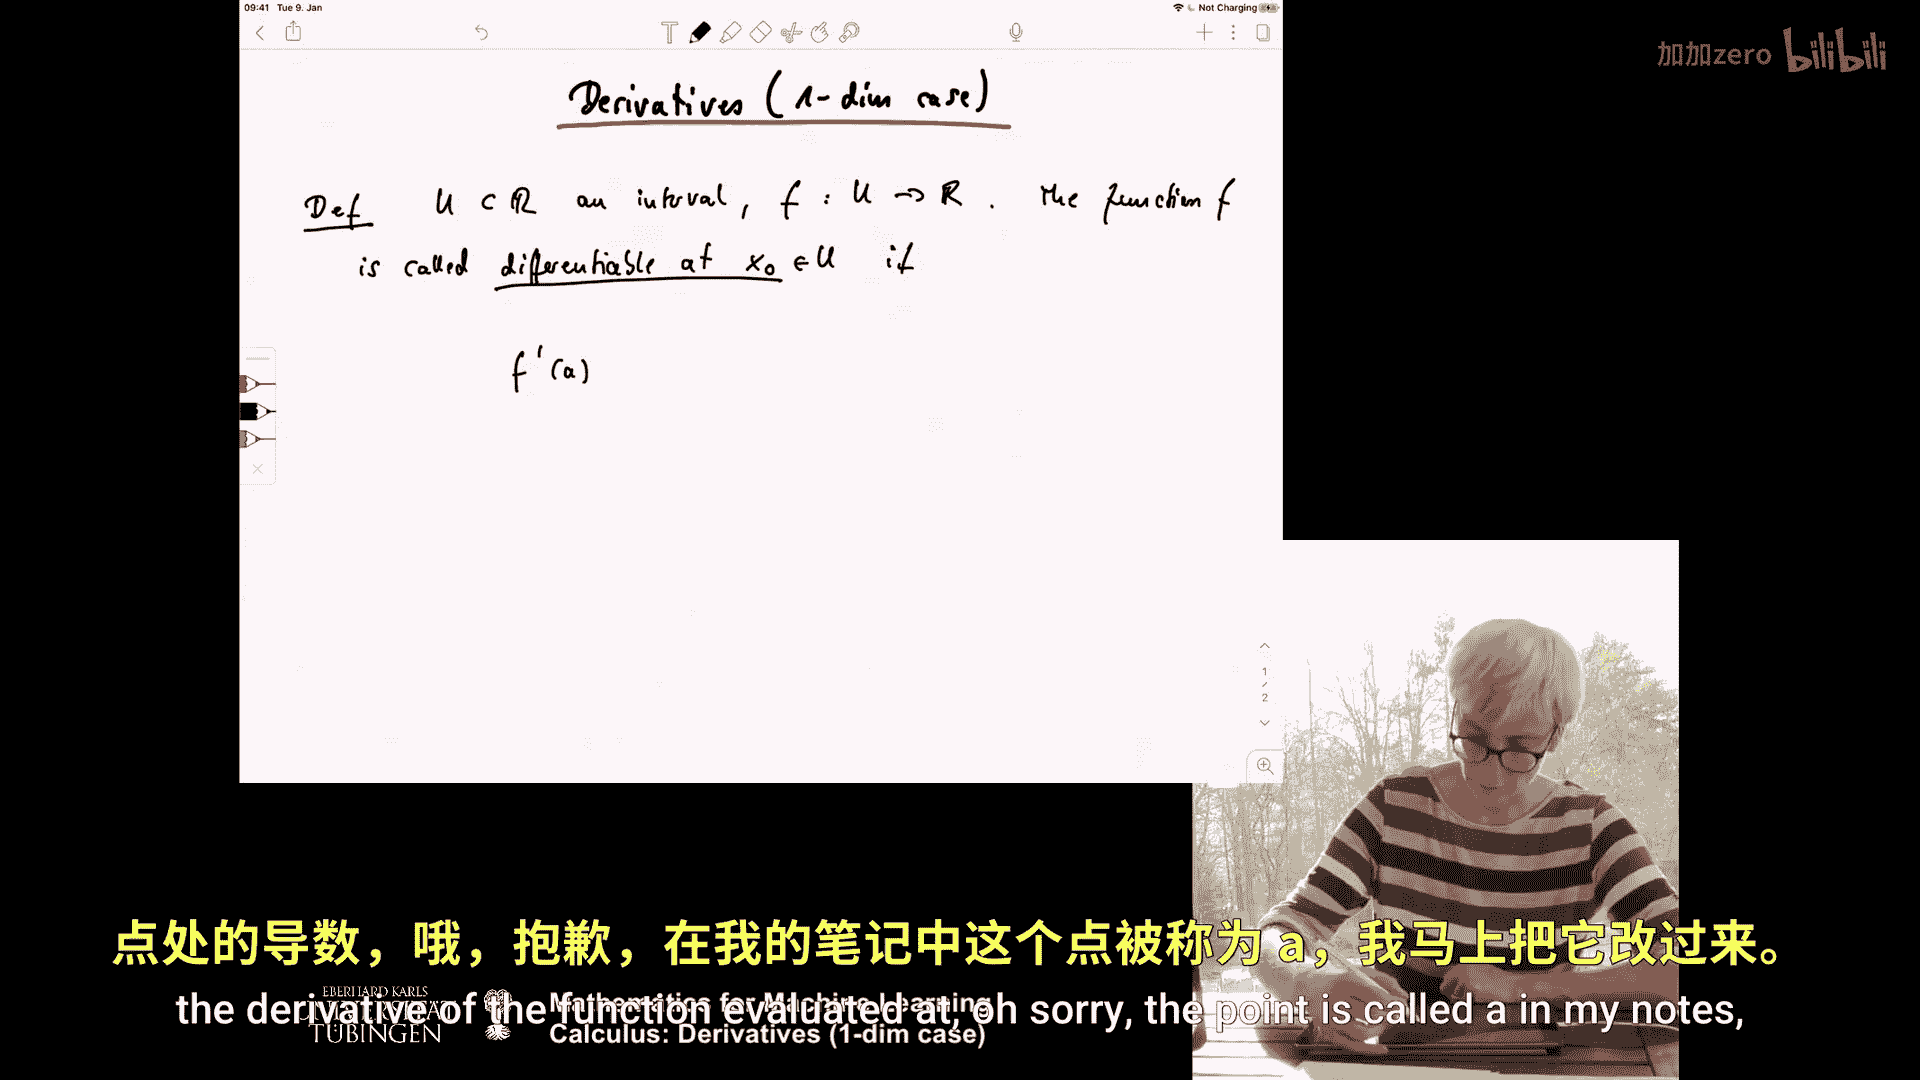 09:41 Tue 9. Jan
Not Charging
加加zero bilibili
Derivatives (1-dim case)
Def U ⊂ ℝ an interval, f : U → ℝ. The function f
is called differentiable at x₀ ∈ U if
f'(a)
1
2
点处的导数，哦，抱歉，在我的笔记中这个点被称为 a，我马上把它改过来。
the derivative of the function evaluated at, oh sorry, the point is called a in my notes,
EBERHARD KARLS
UNIVERSITÄT
TÜBINGEN
Mathematics for Machine Learning
Calculus: Derivatives (1-dim case)